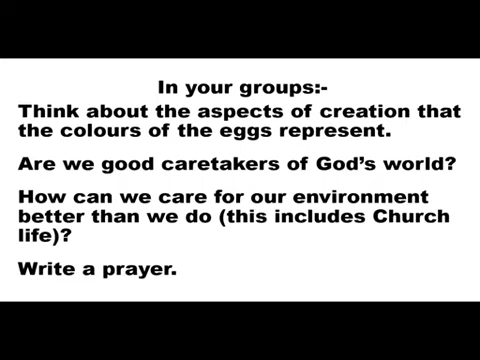 In your groups:-
Think about the aspects of creation that
the colours of the eggs represent.
Are we good caretakers of God's world?
How can we care for our environment
better than we do (this includes Church
life)?
Write a prayer.